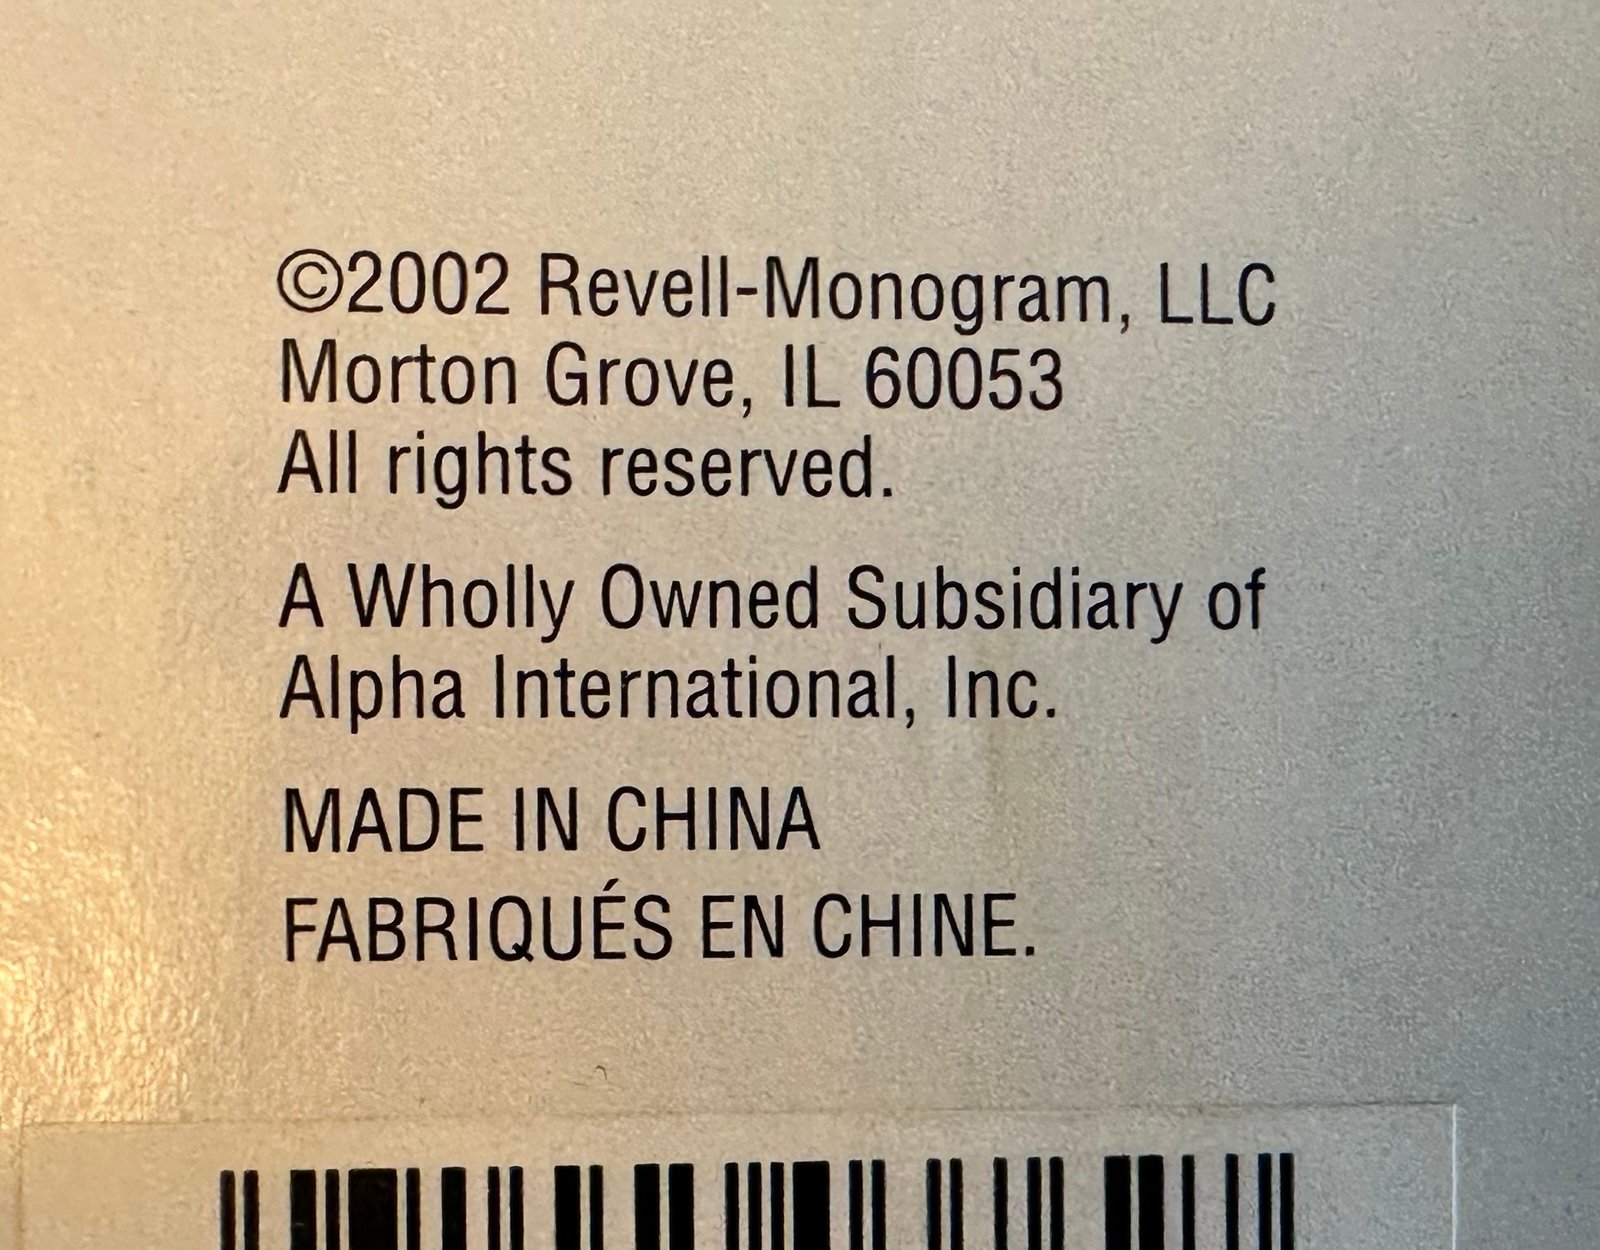 ©2002 Revell-Monogram, LLC
Morton Grove, IL 60053
All rights reserved.
A Wholly Owned Subsidiary of
Alpha International, Inc.
MADE IN CHINA
FABRIQUÉS EN CHINE.